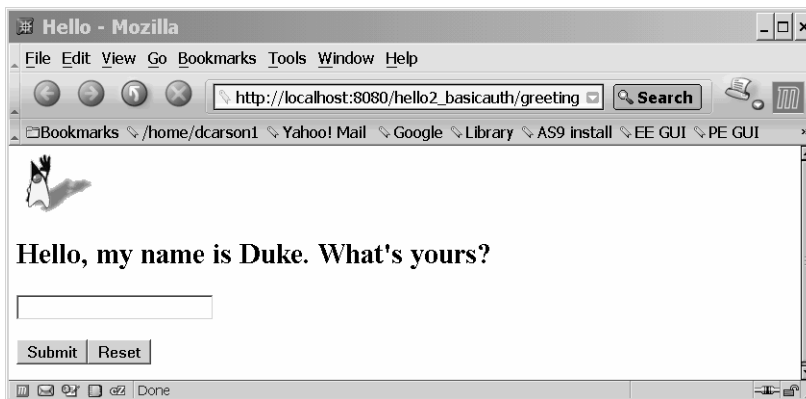 Hello - Mozilla
File Edit View Go Bookmarks Tools Window Help
http://localhost:8080/hello2_basicauth/greeting Search
Bookmarks /home/dcarson1 Yahoo! Mail Google Library AS9 install EE GUI PE GUI
Hello, my name is Duke. What's yours?
Submit Reset
Done